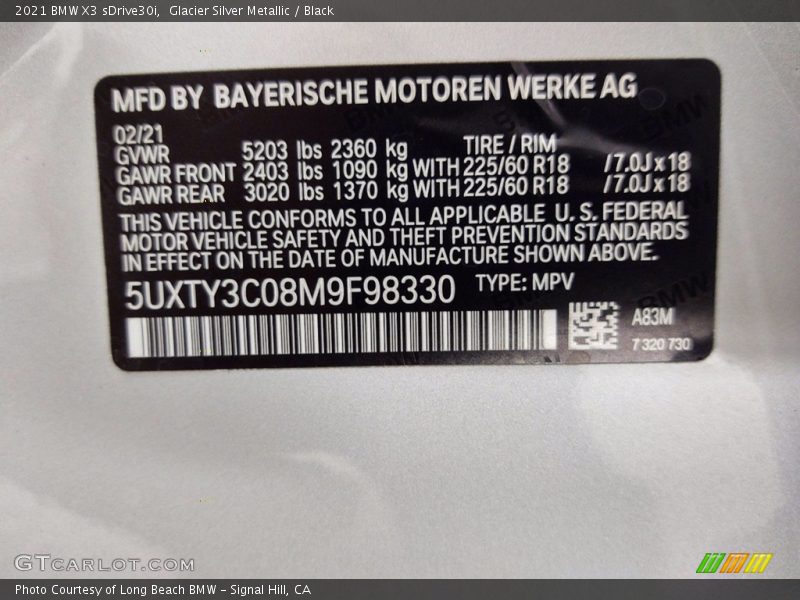 2021 BMW X3 sDrive30i, Glacier Silver Metallic / Black
MFD BY BAYERISCHE MOTOREN WERKE AG
02/21
GVWR 5203 lbs 2360 kg TIRE / RIM
GAWR FRONT 2403 lbs 1090 kg WITH 225/60 R18 /7.0J x 18
GAWR REAR 3020 lbs 1370 kg WITH 225/60 R18 /7.0J x 18
THIS VEHICLE CONFORMS TO ALL APPLICABLE U. S. FEDERAL
MOTOR VEHICLE SAFETY AND THEFT PREVENTION STANDARDS
IN EFFECT ON THE DATE OF MANUFACTURE SHOWN ABOVE.
5UXTY3C08M9F98330 TYPE: MPV
BMW
A83M
7 320 730
GTCARLOT.COM
Photo Courtesy of Long Beach BMW - Signal Hill, CA